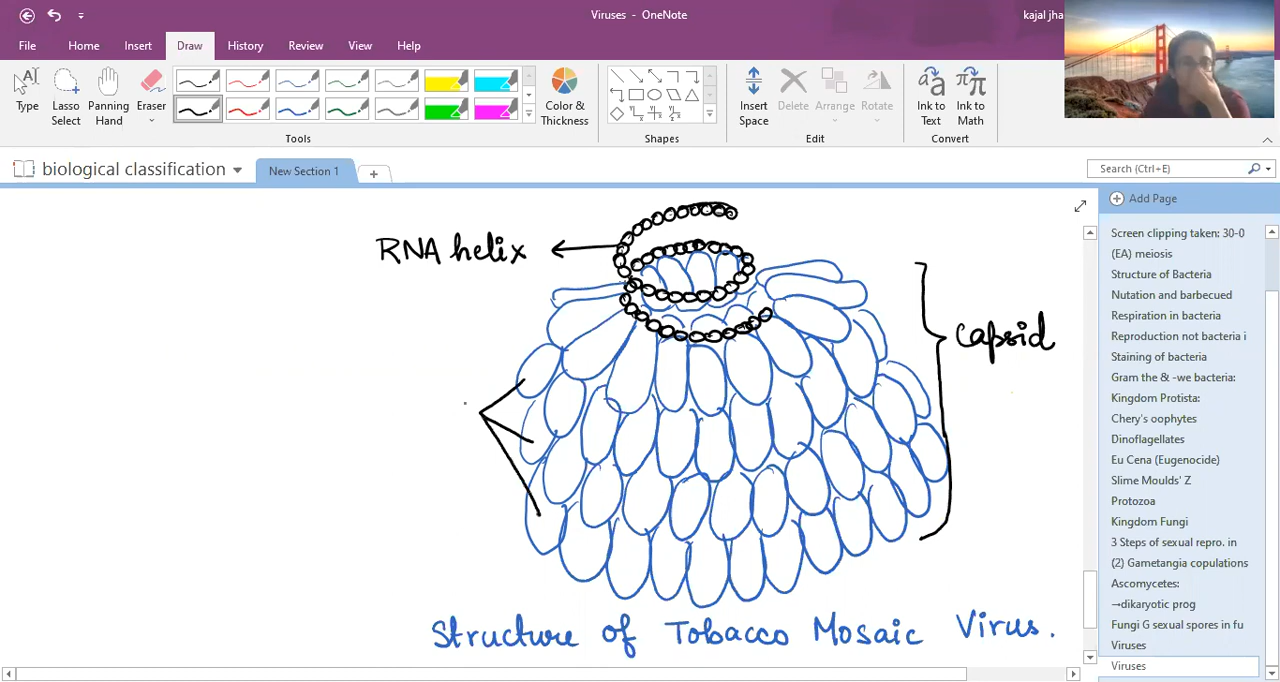 Viruses - OneNote
kajal jha
File
Home
Insert
Draw
History
Review
View
Help
Type
Lasso Select
Panning Hand
Eraser
Color & Thickness
Insert Space
Delete
Arrange
Rotate
Ink to Text
Ink to Math
Tools
Shapes
Edit
Convert
biological classification
New Section 1
Search (Ctrl+E)
RNA helix
capsid
Structure of Tobacco Mosaic Virus.
Add Page
Screen clipping taken: 30-0
(EA) meiosis
Structure of Bacteria
Nutation and barbecued
Respiration in bacteria
Reproduction not bacteria i
Staining of bacteria
Gram the & -we bacteria:
Kingdom Protista:
Chery's oophytes
Dinoflagellates
Eu Cena (Eugenocide)
Slime Moulds' Z
Protozoa
Kingdom Fungi
3 Steps of sexual repro. in
(2) Gametangia copulations
Ascomycetes:
→dikaryotic prog
Fungi G sexual spores in fu
Viruses
Viruses